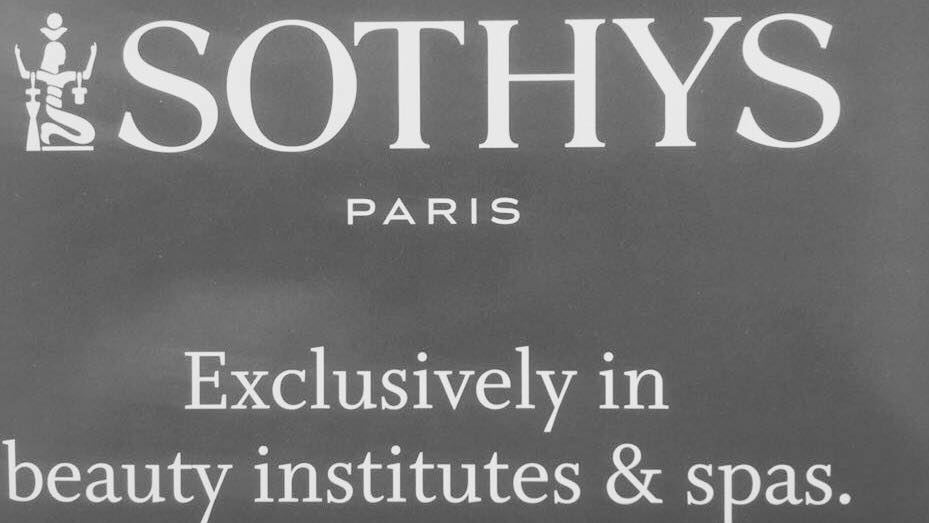 SOTHYS
PARIS
Exclusively in
beauty institutes & spas.